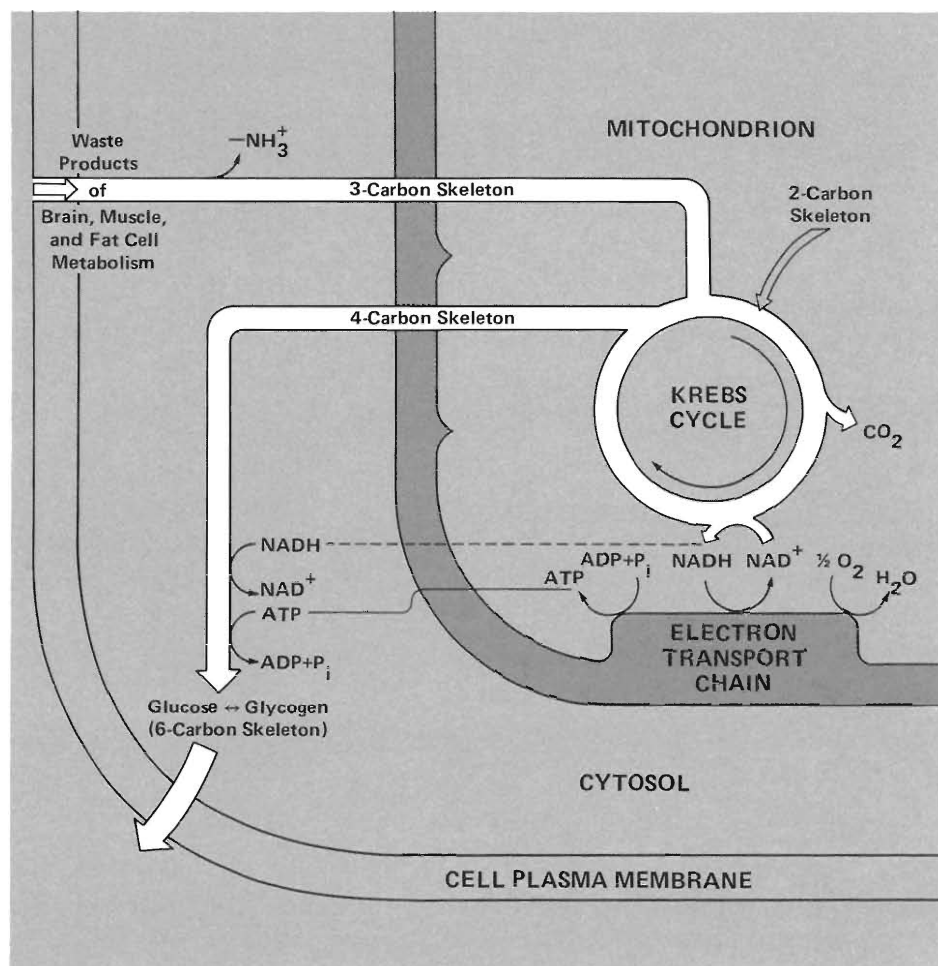 MITOCHONDRION
—NH₃⁺
Waste
Products
of
Brain, Muscle,
and Fat Cell
Metabolism
3-Carbon Skeleton
2-Carbon
Skeleton
4-Carbon Skeleton
KREBS
CYCLE
CO₂
NADH
NAD⁺
ATP
ADP+Pᵢ
ATP
ADP+Pᵢ
NADH
NAD⁺
½ O₂
H₂O
ELECTRON
TRANSPORT
CHAIN
Glucose ↔ Glycogen
(6-Carbon Skeleton)
CYTOSOL
CELL PLASMA MEMBRANE